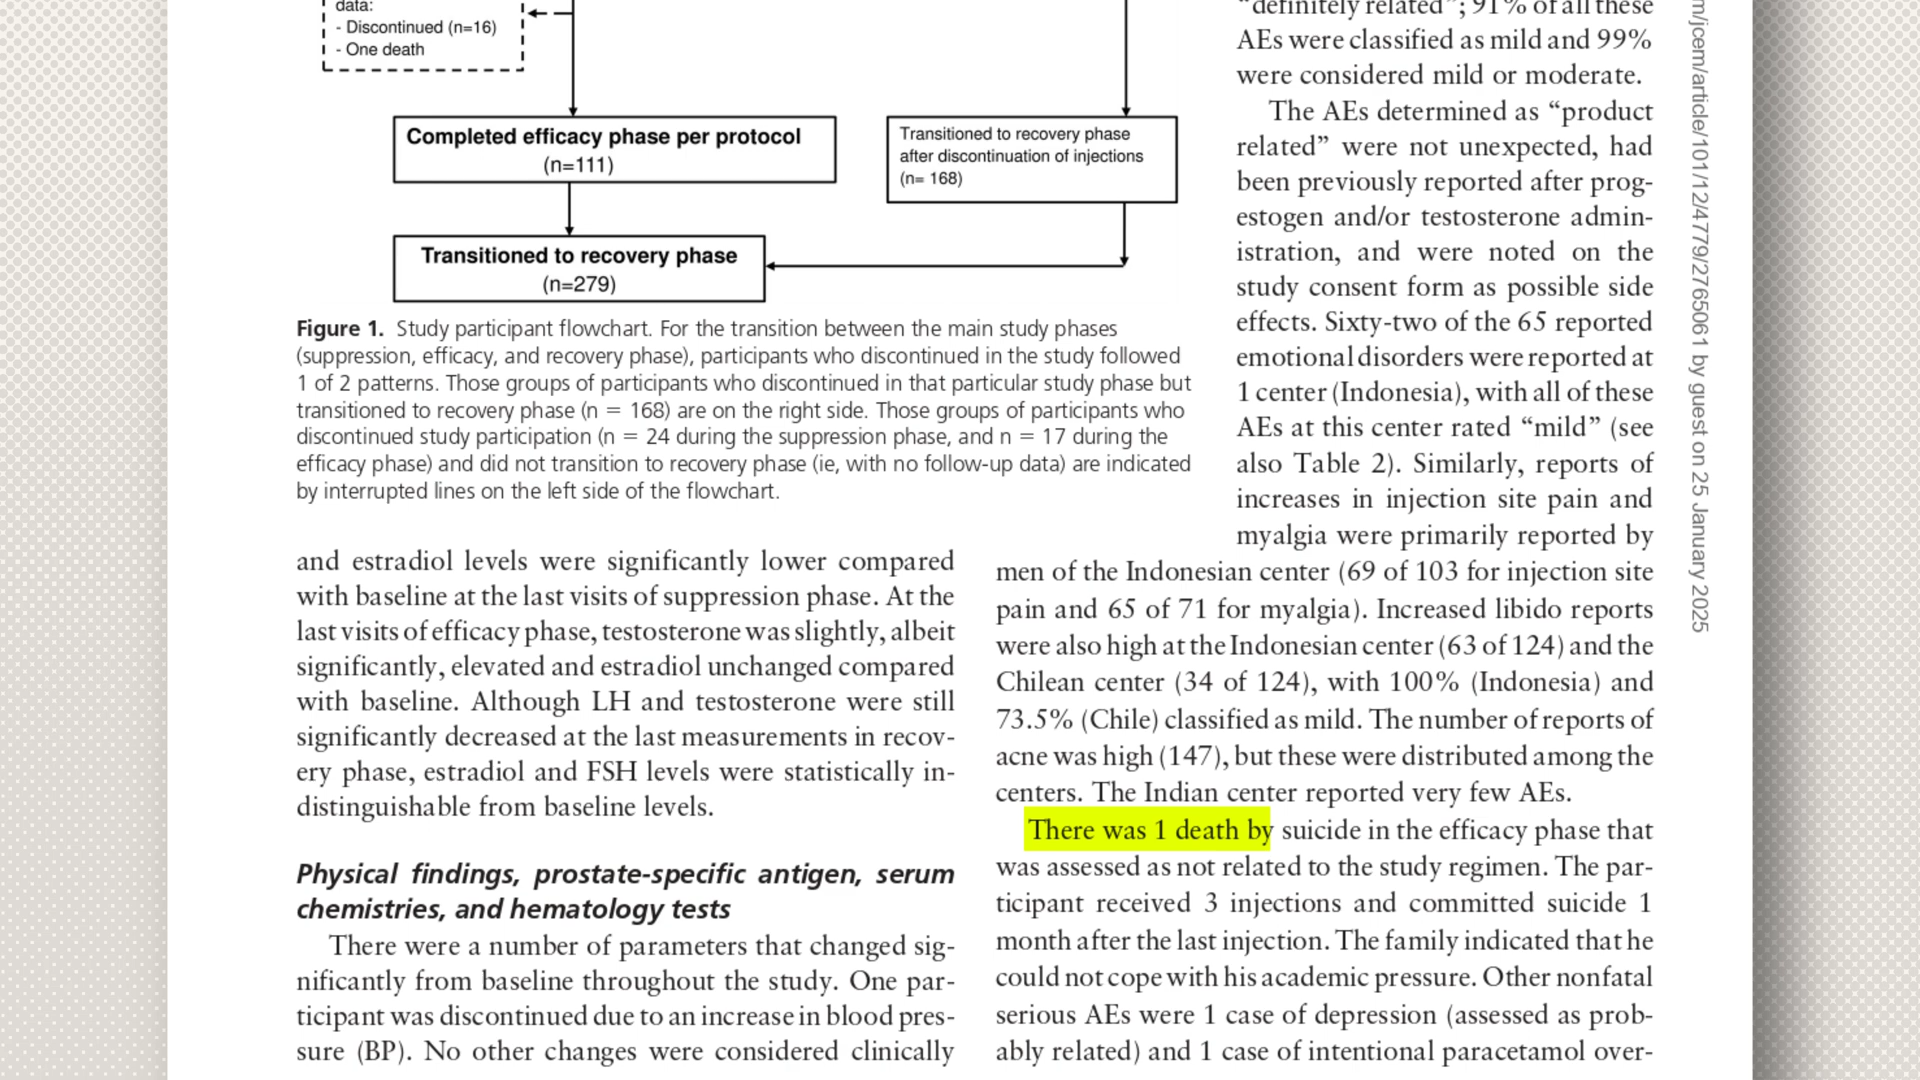 data:
- Discontinued (n=16)
- One death
Completed efficacy phase per protocol
(n=111)
Transitioned to recovery phase
after discontinuation of injections
(n= 168)
Transitioned to recovery phase
(n=279)
Figure 1. Study participant flowchart. For the transition between the main study phases
(suppression, efficacy, and recovery phase), participants who discontinued in the study followed
1 of 2 patterns. Those groups of participants who discontinued in that particular study phase but
transitioned to recovery phase (n = 168) are on the right side. Those groups of participants who
discontinued study participation (n = 24 during the suppression phase, and n = 17 during the
efficacy phase) and did not transition to recovery phase (ie, with no follow-up data) are indicated
by interrupted lines on the left side of the flowchart.
and estradiol levels were significantly lower compared
with baseline at the last visits of suppression phase. At the
last visits of efficacy phase, testosterone was slightly, albeit
significantly, elevated and estradiol unchanged compared
with baseline. Although LH and testosterone were still
significantly decreased at the last measurements in recov-
ery phase, estradiol and FSH levels were statistically in-
distinguishable from baseline levels.
Physical findings, prostate-specific antigen, serum
chemistries, and hematology tests
There were a number of parameters that changed sig-
nificantly from baseline throughout the study. One par-
ticipant was discontinued due to an increase in blood pres-
sure (BP). No other changes were considered clinically
"definitely related"; 91% of all these
AEs were classified as mild and 99%
were considered mild or moderate.
The AEs determined as “product
related” were not unexpected, had
been previously reported after prog-
estogen and/or testosterone admin-
istration, and were noted on the
study consent form as possible side
effects. Sixty-two of the 65 reported
emotional disorders were reported at
1 center (Indonesia), with all of these
AEs at this center rated “mild” (see
also Table 2). Similarly, reports of
increases in injection site pain and
myalgia were primarily reported by
men of the Indonesian center (69 of 103 for injection site
pain and 65 of 71 for myalgia). Increased libido reports
were also high at the Indonesian center (63 of 124) and the
Chilean center (34 of 124), with 100% (Indonesia) and
73.5% (Chile) classified as mild. The number of reports of
acne was high (147), but these were distributed among the
centers. The Indian center reported very few AEs.
There was 1 death by suicide in the efficacy phase that
was assessed as not related to the study regimen. The par-
ticipant received 3 injections and committed suicide 1
month after the last injection. The family indicated that he
could not cope with his academic pressure. Other nonfatal
serious AEs were 1 case of depression (assessed as prob-
ably related) and 1 case of intentional paracetamol over-
m/jcem/article/101/12/4779/2765061 by guest on 25 January 2025